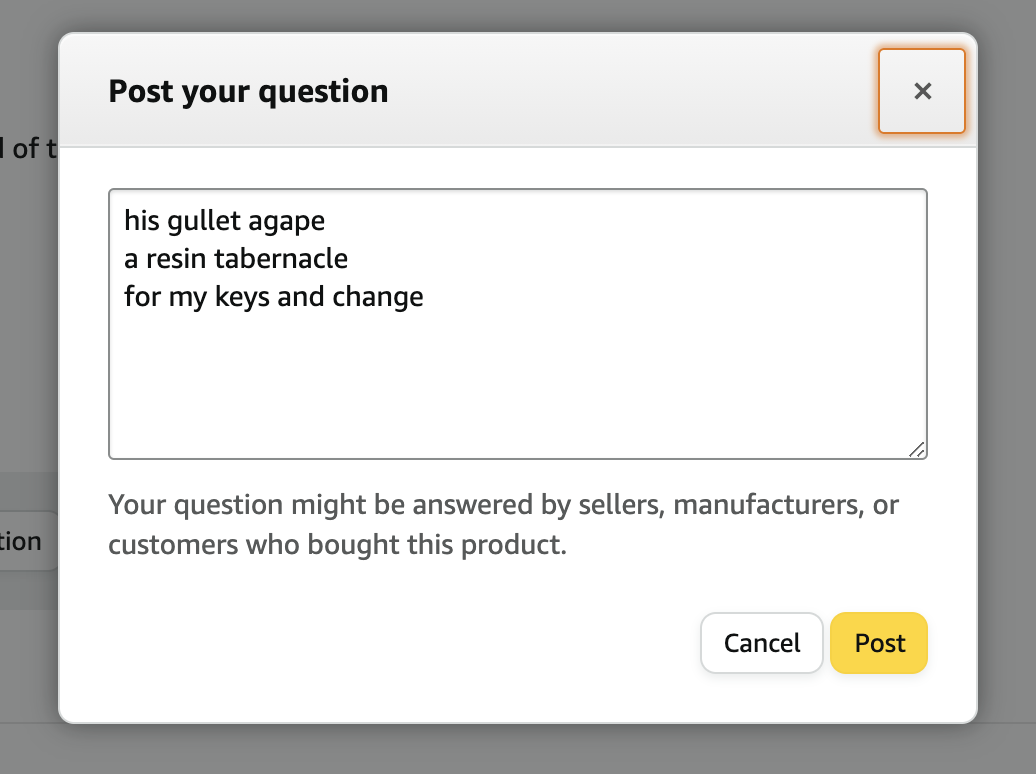 Post your question
×
of t
his gullet agape
a resin tabernacle
for my keys and change
Your question might be answered by sellers, manufacturers, or
customers who bought this product.
tion
Cancel
Post